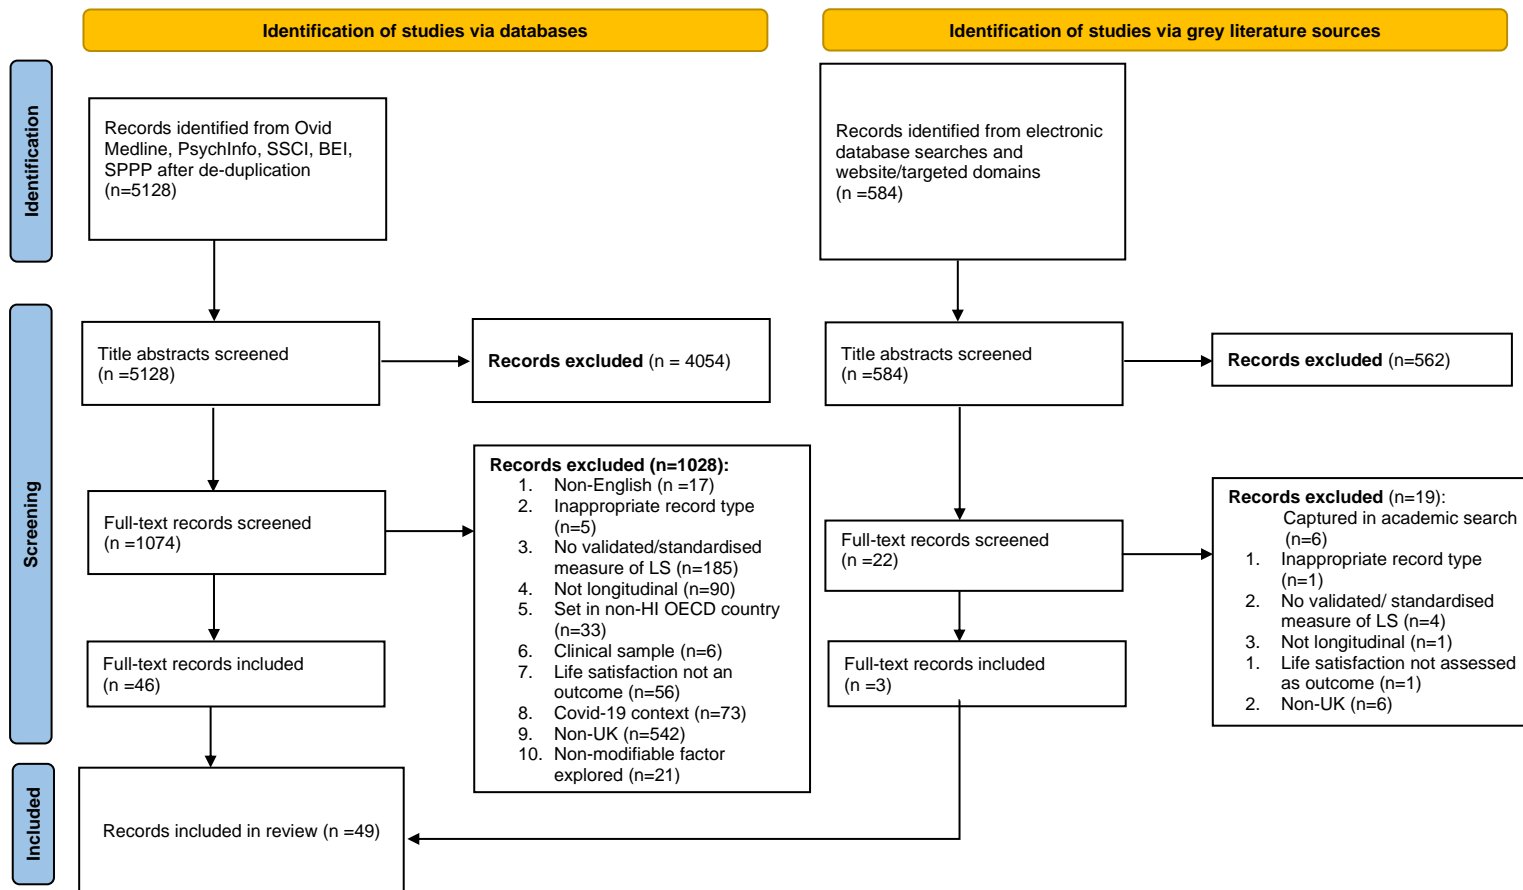 Identification of studies via databases
Identification of studies via grey literature sources
Identification
Records identified from Ovid
Medline, PsychInfo, SSCI, BEI,
SPPP after de-duplication
(n=5128)
Records identified from electronic
database searches and
website/targeted domains
(n =584)
Screening
Title abstracts screened
(n =5128)
Records excluded (n = 4054)
Title abstracts screened
(n =584)
Records excluded (n=562)
Full-text records screened
(n =1074)
Records excluded (n=1028):
1. Non-English (n =17)
2. Inappropriate record type
(n=5)
3. No validated/standardised
measure of LS (n=185)
4. Not longitudinal (n=90)
5. Set in non-HI OECD country
(n=33)
6. Clinical sample (n=6)
7. Life satisfaction not an
outcome (n=56)
8. Covid-19 context (n=73)
9. Non-UK (n=542)
10. Non-modifiable factor
explored (n=21)
Full-text records screened
(n =22)
Records excluded (n=19):
Captured in academic search
(n=6)
1. Inappropriate record type
(n=1)
2. No validated/ standardised
measure of LS (n=4)
3. Not longitudinal (n=1)
1. Life satisfaction not assessed
as outcome (n=1)
2. Non-UK (n=6)
Full-text records included
(n =46)
Full-text records included
(n =3)
Included
Records included in review (n =49)